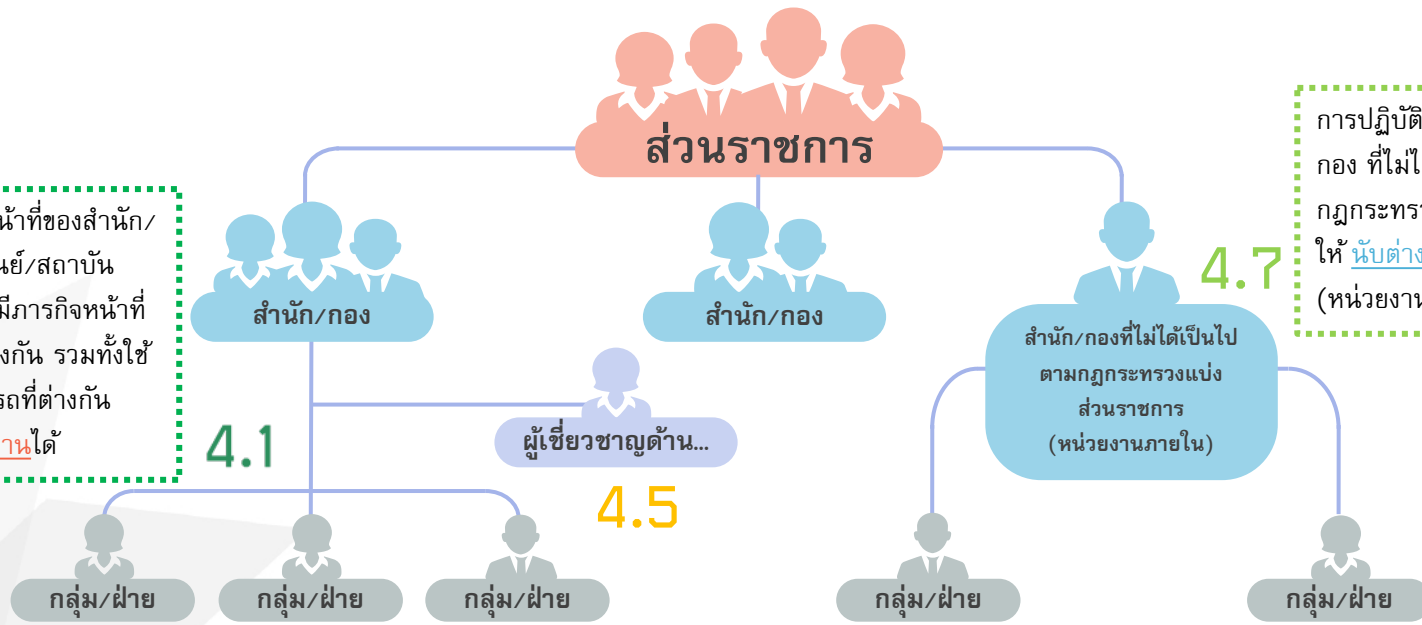 ส่วนราชการ
น้าที่ของสำนัก/
นย์/สถาบัน
มีภารกิจหน้าที่
งกัน รวมทั้งใช้
รถที่ต่างกัน
านได้
4.1
สำนัก/กอง
สำนัก/กอง
ผู้เชี่ยวชาญด้าน...
4.5
สำนัก/กองที่ไม่ได้เป็นไป
ตามกฎกระทรวงแบ่ง
ส่วนราชการ
(หน่วยงานภายใน)
4.7
การปฏิบัติ
กอง ที่ไม่ไ
กฎกระทรว
ให้ นับต่าง
(หน่วยงาน
กลุ่ม/ฝ่าย
กลุ่ม/ฝ่าย
กลุ่ม/ฝ่าย
กลุ่ม/ฝ่าย
กลุ่ม/ฝ่าย